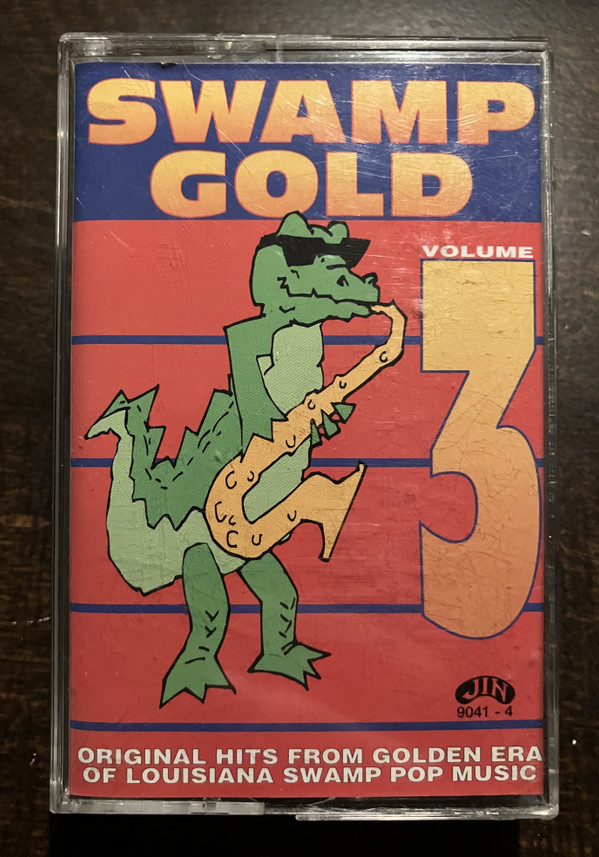 SWAMP
GOLD
VOLUME
3
JIN
9041 - 4
ORIGINAL HITS FROM GOLDEN ERA
OF LOUISIANA SWAMP POP MUSIC